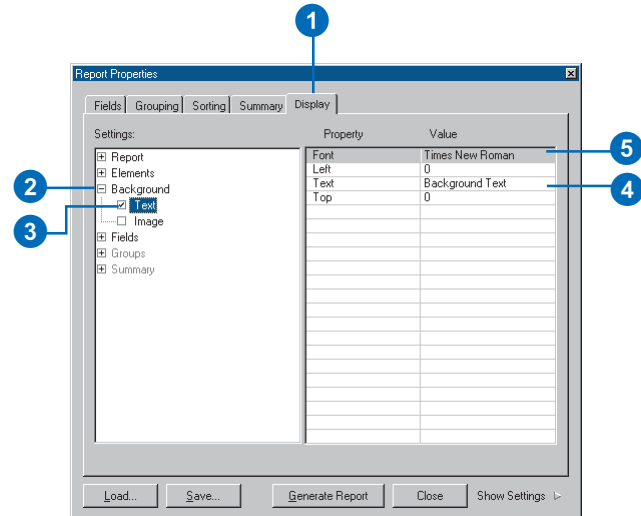 1
Report Properties
Fields Grouping Sorting Summary Display
Settings: Property Value
Report Font Times New Roman 5
Elements Left 0
2 Background Text Background Text 4
3 Text Top 0
Image
Fields
Groups
Summary
Load... Save... Generate Report Close Show Settings